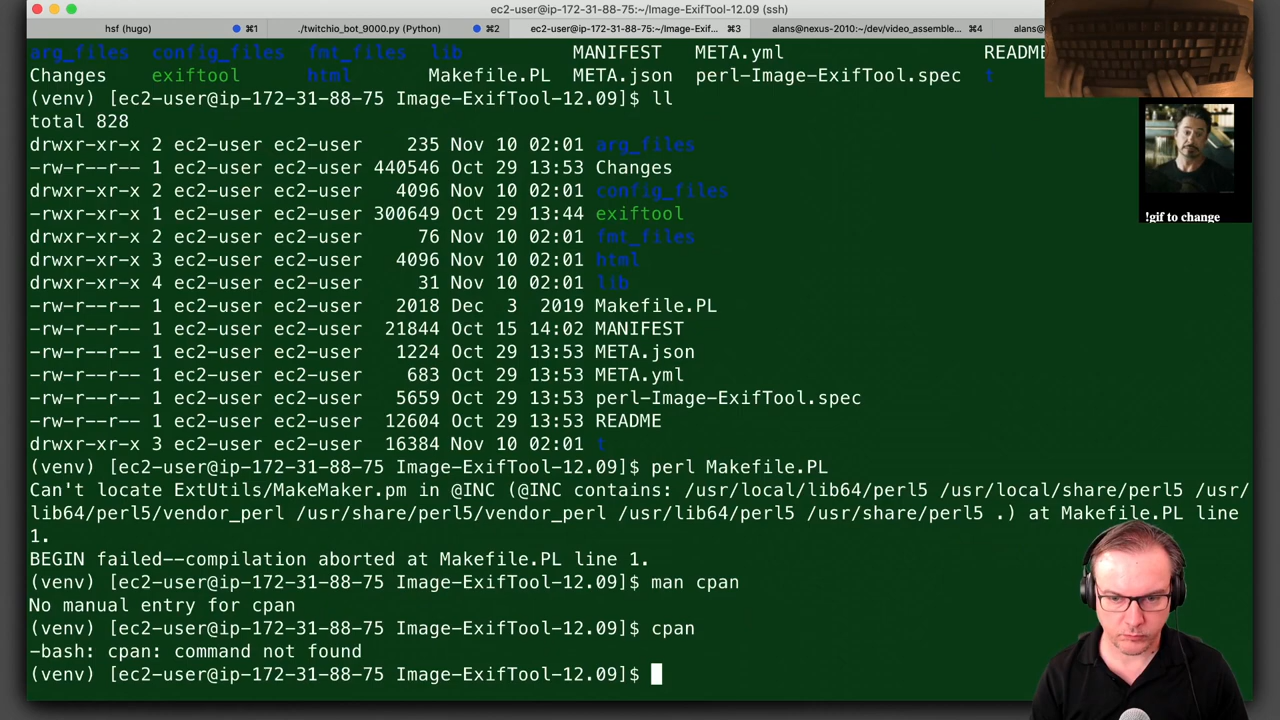 ec2-user@ip-172-31-88-75:~/Image-ExifTool-12.09 (ssh)
hsf (hugo) ⌘1 ./twitchio_bot_9000.py (Python) ⌘2 ec2-user@ip-172-31-88-75:~/Image-ExifT... ⌘3 alans@nexus-2010:~/dev/video_assemble... ⌘4 alans@
arg_files config_files fmt_files lib MANIFEST META.yml README
Changes exiftool html Makefile.PL META.json perl-Image-ExifTool.spec t
(venv) [ec2-user@ip-172-31-88-75 Image-ExifTool-12.09]$ ll
total 828
drwxr-xr-x 2 ec2-user ec2-user 235 Nov 10 02:01 arg_files
-rw-r--r-- 1 ec2-user ec2-user 440546 Oct 29 13:53 Changes
drwxr-xr-x 2 ec2-user ec2-user 4096 Nov 10 02:01 config_files
-rwxr-xr-x 1 ec2-user ec2-user 300649 Oct 29 13:44 exiftool
drwxr-xr-x 2 ec2-user ec2-user 76 Nov 10 02:01 fmt_files
drwxr-xr-x 3 ec2-user ec2-user 4096 Nov 10 02:01 html
drwxr-xr-x 4 ec2-user ec2-user 31 Nov 10 02:01 lib
-rw-r--r-- 1 ec2-user ec2-user 2018 Dec 3 2019 Makefile.PL
-rw-r--r-- 1 ec2-user ec2-user 21844 Oct 15 14:02 MANIFEST
-rw-r--r-- 1 ec2-user ec2-user 1224 Oct 29 13:53 META.json
-rw-r--r-- 1 ec2-user ec2-user 683 Oct 29 13:53 META.yml
-rw-r--r-- 1 ec2-user ec2-user 5659 Oct 29 13:53 perl-Image-ExifTool.spec
-rw-r--r-- 1 ec2-user ec2-user 12604 Oct 29 13:53 README
drwxr-xr-x 3 ec2-user ec2-user 16384 Nov 10 02:01 t
(venv) [ec2-user@ip-172-31-88-75 Image-ExifTool-12.09]$ perl Makefile.PL
Can't locate ExtUtils/MakeMaker.pm in @INC (@INC contains: /usr/local/lib64/perl5 /usr/local/share/perl5 /usr/
lib64/perl5/vendor_perl /usr/share/perl5/vendor_perl /usr/lib64/perl5 /usr/share/perl5 .) at Makefile.PL line
1.
BEGIN failed--compilation aborted at Makefile.PL line 1.
(venv) [ec2-user@ip-172-31-88-75 Image-ExifTool-12.09]$ man cpan
No manual entry for cpan
(venv) [ec2-user@ip-172-31-88-75 Image-ExifTool-12.09]$ cpan
-bash: cpan: command not found
(venv) [ec2-user@ip-172-31-88-75 Image-ExifTool-12.09]$
!gif to change